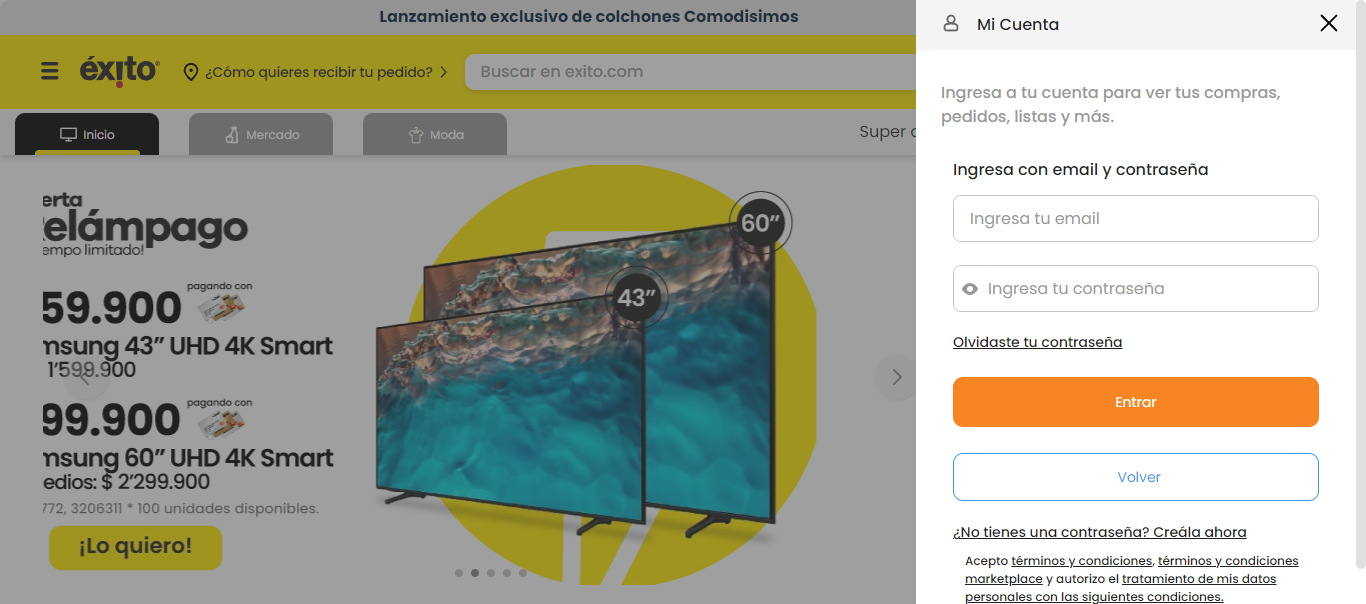 Lanzamiento exclusivo de colchones Comodisimos
éxito
¿Cómo quieres recibir tu pedido?
Buscar en exito.com
Inicio
Mercado
Moda
Super
erta
elámpago
empo limitado!
59.900
pagando con
msung 43” UHD 4K Smart
1’599.900
99.900
pagando con
msung 60” UHD 4K Smart
edios: $ 2’299.900
772, 3206311 * 100 unidades disponibles.
¡Lo quiero!
60”
43”
Mi Cuenta
Ingresa a tu cuenta para ver tus compras,
pedidos, listas y más.
Ingresa con email y contraseña
Ingresa tu email
Ingresa tu contraseña
Olvidaste tu contraseña
Entrar
Volver
¿No tienes una contraseña? Creála ahora
Acepto términos y condiciones, términos y condiciones
marketplace y autorizo el tratamiento de mis datos
personales con las siguientes condiciones.